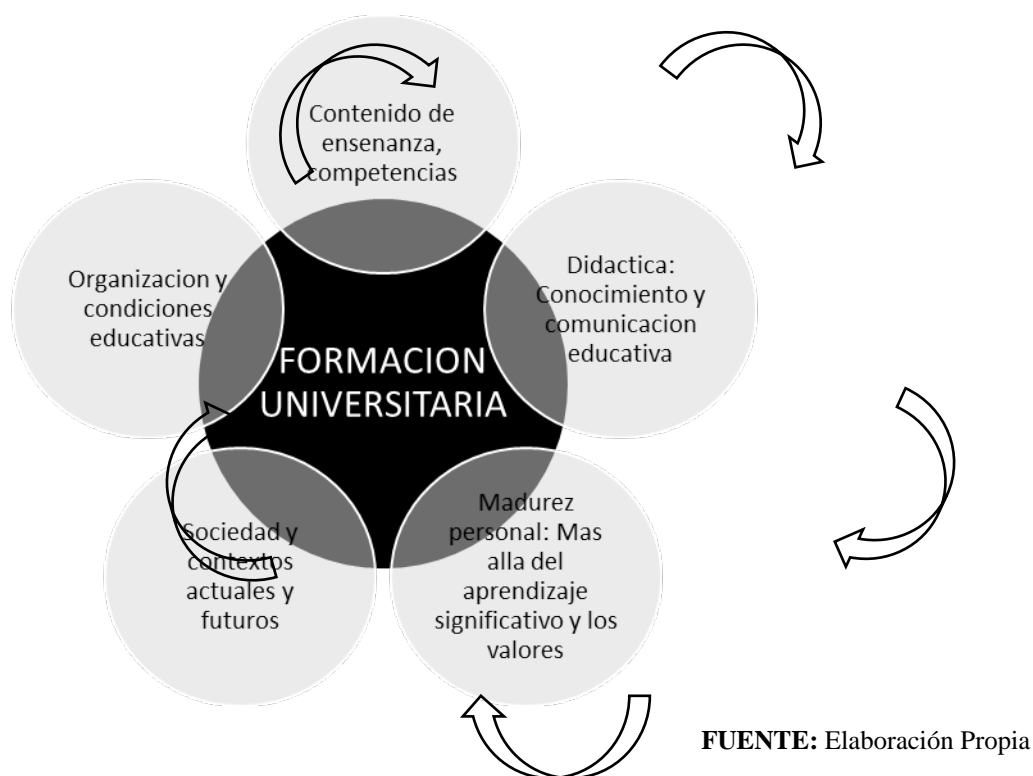 Contenido de
ensenanza,
competencias
Organizacion y
condiciones
educativas
Didactica:
Conocimiento y
comunicacion
educativa
FORMACION
UNIVERSITARIA
Sociedad y
contextos
actuales y
futuros
Madurez
personal: Mas
alla del
aprendizaje
significativo y los
valores
FUENTE: Elaboración Propia